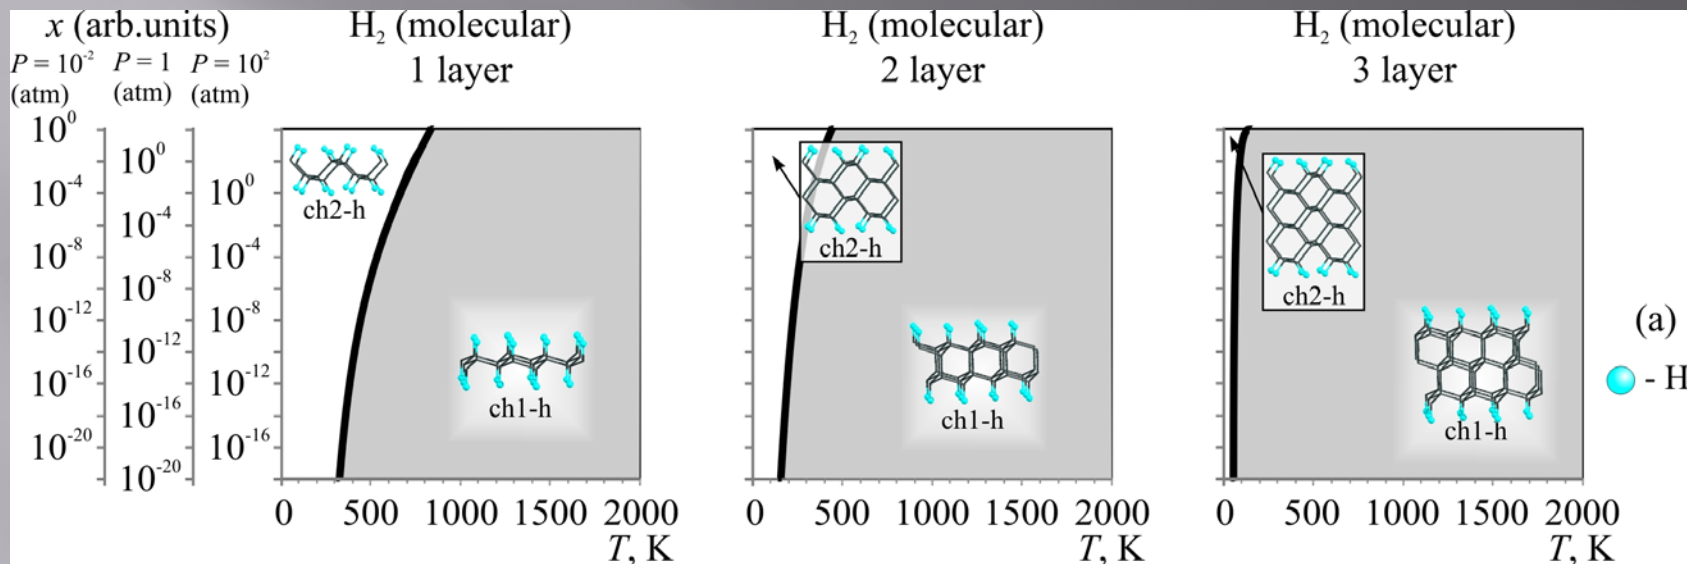 x (arb.units)
P = 10⁻² P = 1 P = 10²
(atm) (atm) (atm)
10⁰
10⁻⁴
10⁻⁸
10⁻¹²
10⁻¹⁶
10⁻²⁰
10⁰
10⁻⁴
10⁻⁸
10⁻¹²
10⁻¹⁶
10⁻²⁰
10⁰
10⁻⁴
10⁻⁸
10⁻¹²
10⁻¹⁶
H₂ (molecular)
1 layer
ch2-h
ch1-h
0 500 1000 1500 2000
T, K
H₂ (molecular)
2 layer
ch2-h
ch1-h
0 500 1000 1500 2000
T, K
H₂ (molecular)
3 layer
ch2-h
ch1-h
0 500 1000 1500 2000
T, K
(a)
- H